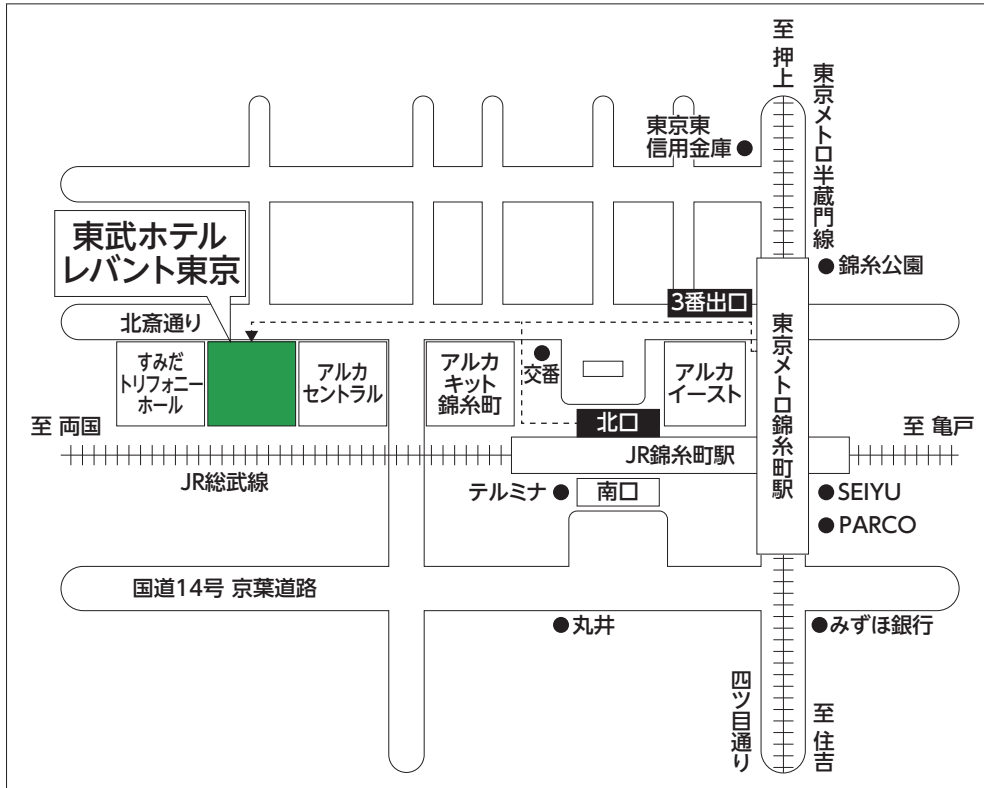 至 押上
東京メトロ半蔵門線
東京東
信用金庫
錦糸公園
東武ホテル
レバント東京
3番出口
北斎通り
すみだ
トリフォニー
ホール
アルカ
セントラル
アルカ
キット
錦糸町
交番
アルカ
イースト
東京メトロ錦糸町駅
北口
至 両国
至 亀戸
JR錦糸町駅
JR総武線
テルミナ
南口
SEIYU
PARCO
国道14号 京葉道路
丸井
みずほ銀行
四ツ目通り
至 住吉